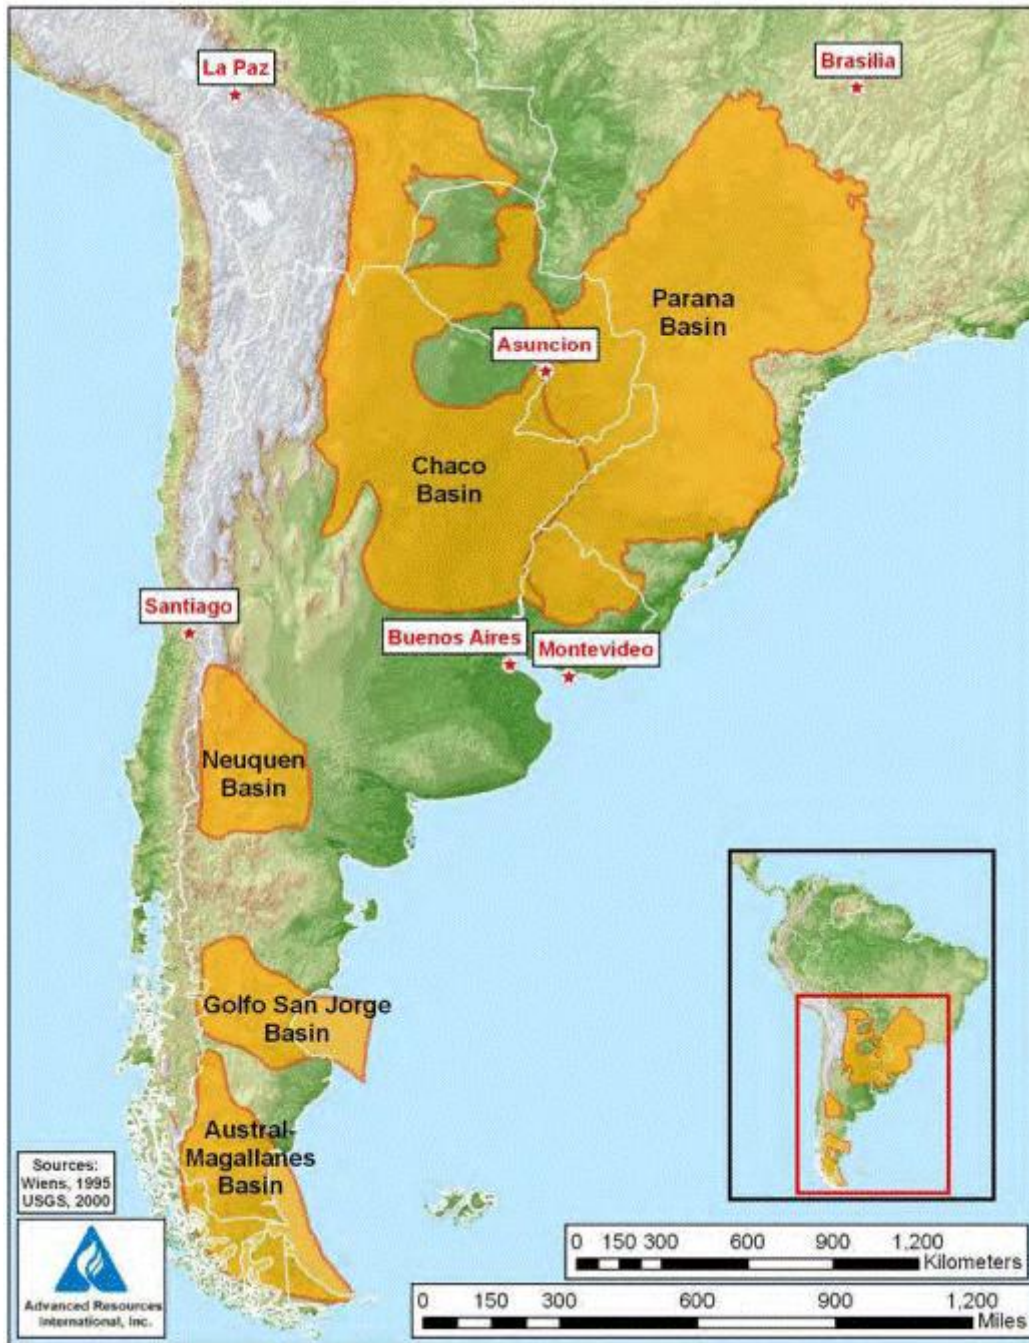 La Paz
Brasilia
Parana
Basin
Asuncion
Chaco
Basin
Santiago
Buenos Aires
Montevideo
Neuquen
Basin
Golfo San Jorge
Basin
Austral-
Magallanes
Basin
Sources:
Wiens, 1995
USGS, 2000
Advanced Resources
International, Inc.
0 150 300 600 900 1,200
Kilometers
0 150 300 600 900 1,200
Miles